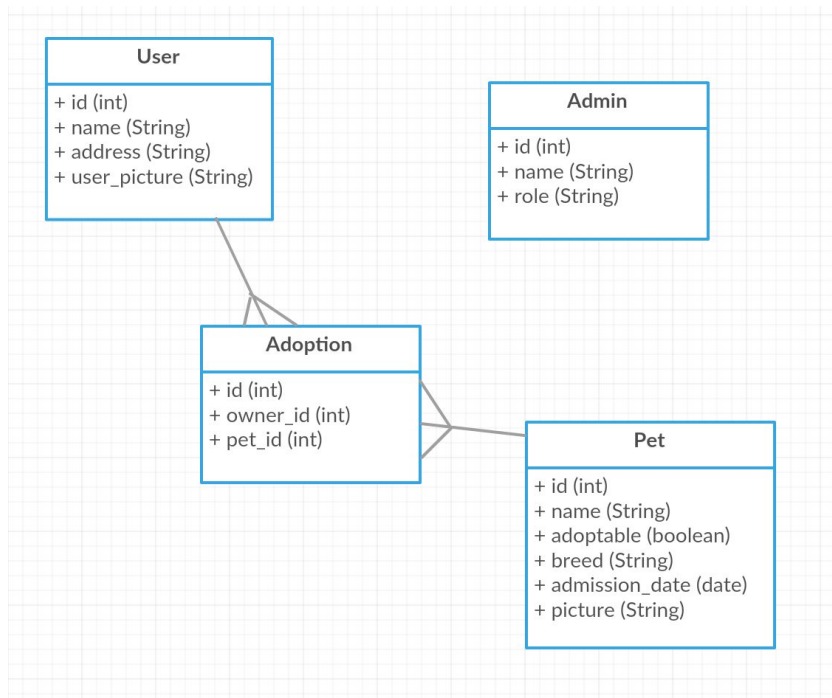 User
+ id (int)
+ name (String)
+ address (String)
+ user_picture (String)
Admin
+ id (int)
+ name (String)
+ role (String)
Adoption
+ id (int)
+ owner_id (int)
+ pet_id (int)
Pet
+ id (int)
+ name (String)
+ adoptable (boolean)
+ breed (String)
+ admission_date (date)
+ picture (String)